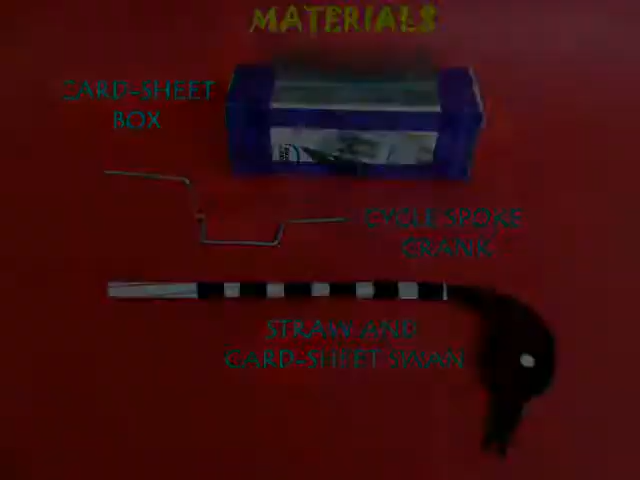 MATERIALS
CARD-SHEET
BOX
CYCLE SPOKE
CRANK
STRAW AND
CARD-SHEET SWAN